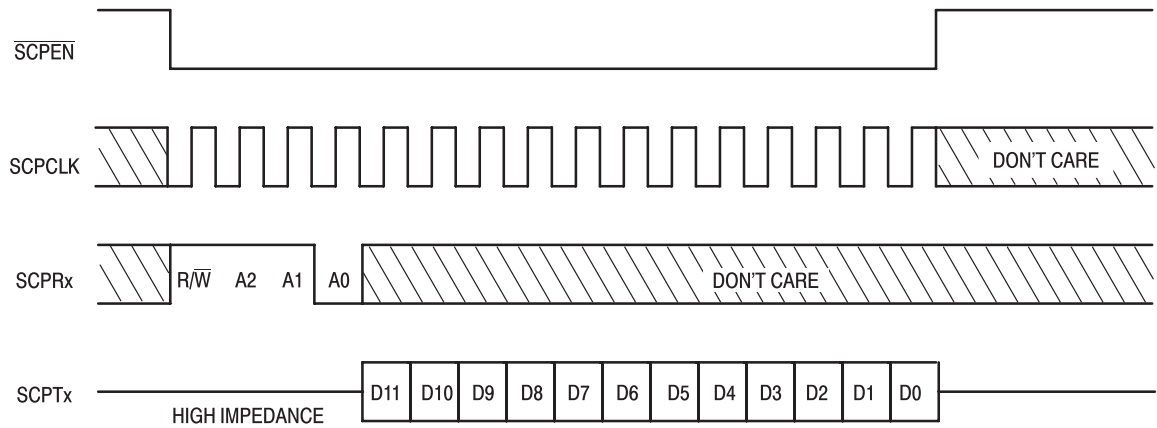 SCPEN
SCPCLK
DON'T CARE
SCPRx
R/W A2 A1 A0
DON'T CARE
SCPTx
HIGH IMPEDANCE
D11 D10 D9 D8 D7 D6 D5 D4 D3 D2 D1 D0